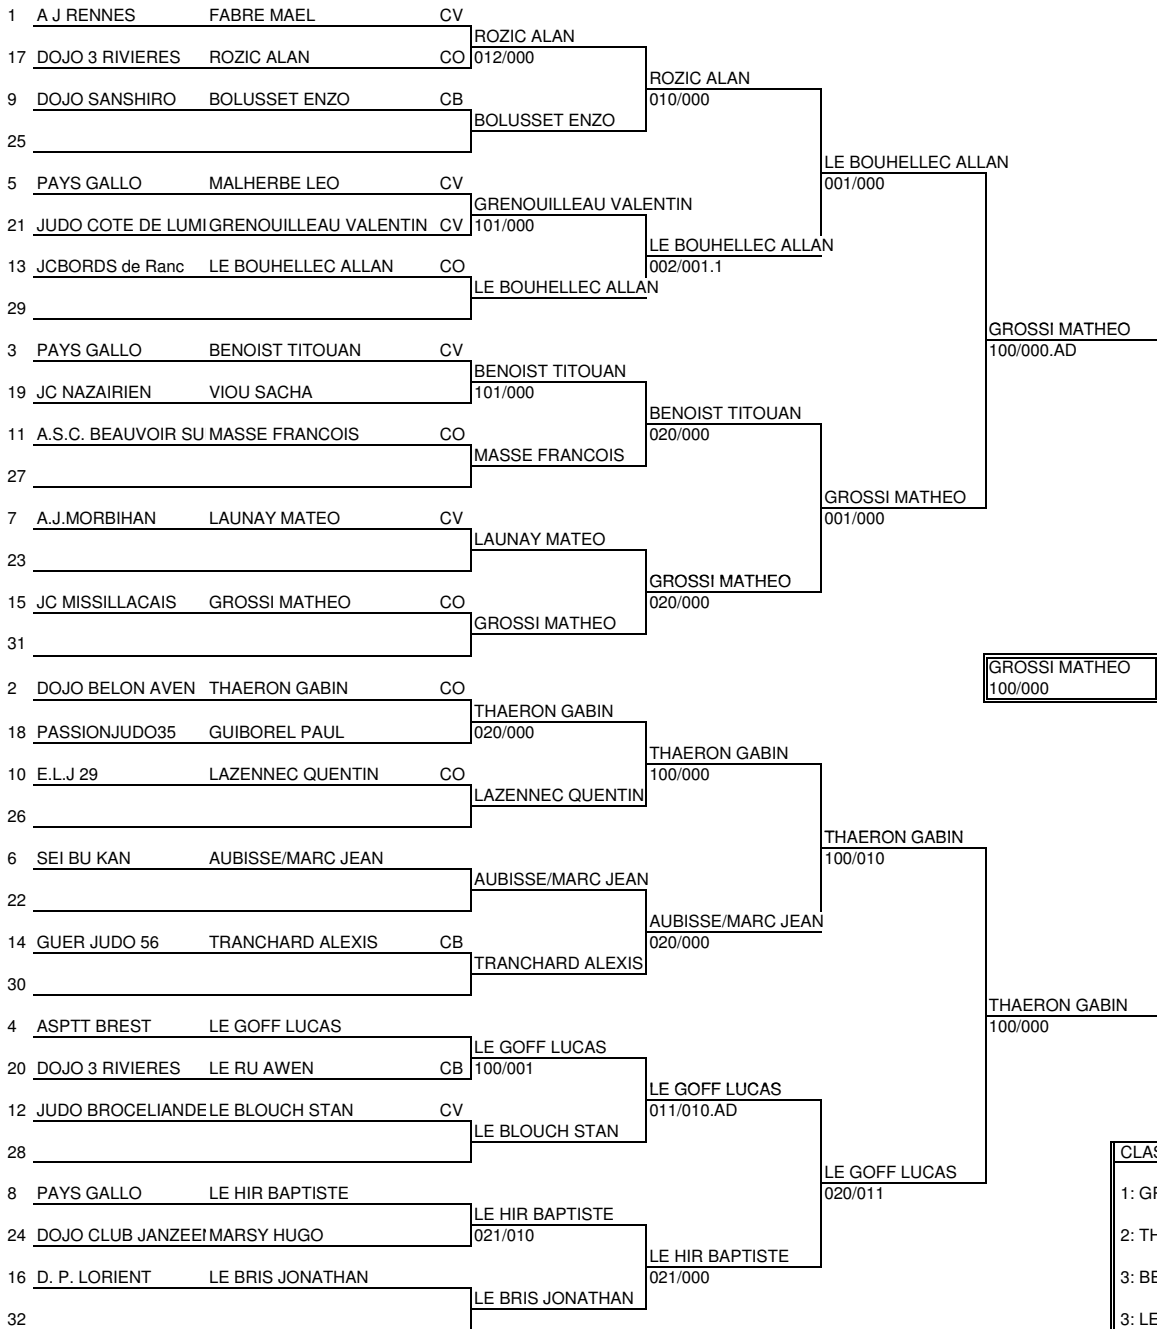 1 A J RENNES FABRE MAEL CV
ROZIC ALAN
17 DOJO 3 RIVIERES ROZIC ALAN CO 012/000
ROZIC ALAN
9 DOJO SANSHIRO BOLUSSET ENZO CB 010/000
BOLUSSET ENZO
25
LE BOUHELLEC ALLAN
5 PAYS GALLO MALHERBE LEO CV 001/000
GRENOUILLEAU VALENTIN
21 JUDO COTE DE LUMI GRENOUILLEAU VALENTIN CV 101/000
LE BOUHELLEC ALLAN
13 JCBORDS de Ranc LE BOUHELLEC ALLAN CO 002/001.1
LE BOUHELLEC ALLAN
29
GROSSI MATHEO
3 PAYS GALLO BENOIST TITOUAN CV 100/000.AD
BENOIST TITOUAN
19 JC NAZAIRIEN VIOU SACHA 101/000
BENOIST TITOUAN
11 A.S.C. BEAUVOIR SU MASSE FRANCOIS CO 020/000
MASSE FRANCOIS
27
GROSSI MATHEO
7 A.J.MORBIHAN LAUNAY MATEO CV 001/000
LAUNAY MATEO
23
GROSSI MATHEO
15 JC MISSILLACAIS GROSSI MATHEO CO 020/000
GROSSI MATHEO
31
GROSSI MATHEO
2 DOJO BELON AVEN THAERON GABIN CO 100/000
THAERON GABIN
18 PASSIONJUDO35 GUIBOREL PAUL 020/000
THAERON GABIN
10 E.L.J 29 LAZENNEC QUENTIN CO 100/000
LAZENNEC QUENTIN
26
THAERON GABIN
6 SEI BU KAN AUBISSE/MARC JEAN 100/010
AUBISSE/MARC JEAN
22
AUBISSE/MARC JEAN
14 GUER JUDO 56 TRANCHARD ALEXIS CB 020/000
TRANCHARD ALEXIS
30
THAERON GABIN
4 ASPTT BREST LE GOFF LUCAS 100/000
LE GOFF LUCAS
20 DOJO 3 RIVIERES LE RU AWEN CB 100/001
LE GOFF LUCAS
12 JUDO BROCELIANDE LE BLOUCH STAN CV 011/010.AD
LE BLOUCH STAN
28 CLAS
LE GOFF LUCAS
8 PAYS GALLO LE HIR BAPTISTE 020/011 1: GR
LE HIR BAPTISTE
24 DOJO CLUB JANZEE MARSY HUGO 021/010 2: TH
LE HIR BAPTISTE
16 D. P. LORIENT LE BRIS JONATHAN 021/000 3: BE
LE BRIS JONATHAN
32 3: LE